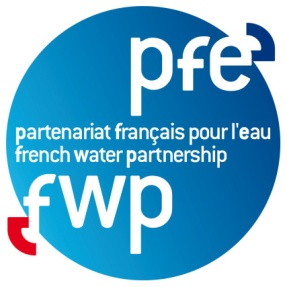 pfe
partenariat français pour l'eau
french water partnership
fwp